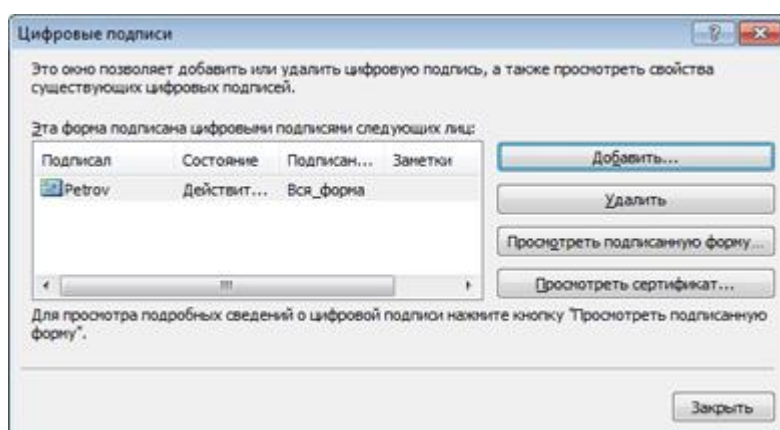 Цифровые подписи
Это окно позволяет добавить или удалить цифровую подпись, а также просмотреть свойства
существующих цифровых подписей.
Эта форма подписана цифровыми подписями следующих лиц:
Подписал Состояние Подписан... Заметки
Petrov Действит... Вся_форма
Добавить...
Удалить
Просмотреть подписанную форму...
Просмотреть сертификат...
Для просмотра подробных сведений о цифровой подписи нажмите кнопку "Просмотреть подписанную
форму".
Закрыть